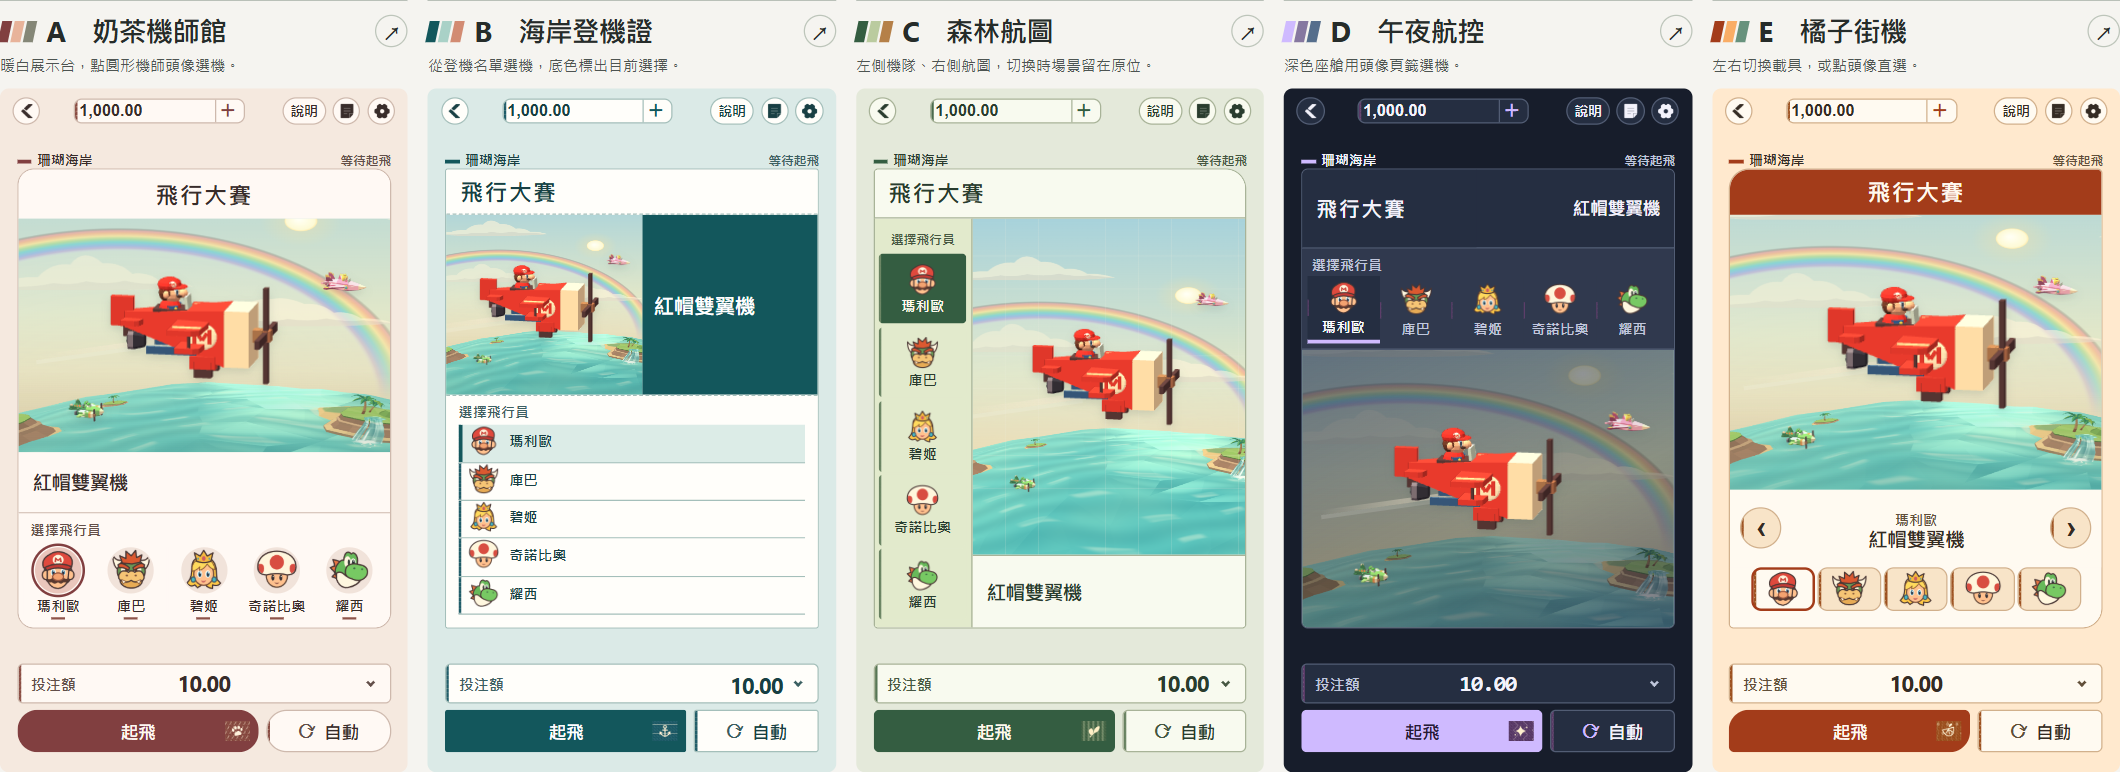 A 奶茶機師館
暖白展示台，點圓形機師頭像選機。
1,000.00 +
說明
珊瑚海岸
等待起飛
飛行大賽
紅帽雙翼機
選擇飛行員
瑪利歐
庫巴
碧姬
奇諾比奧
耀西
投注額 10.00
起飛
自動
B 海岸登機證
從登機名單選機，底色標出目前選擇。
1,000.00 +
說明
珊瑚海岸
等待起飛
飛行大賽
紅帽雙翼機
選擇飛行員
瑪利歐
庫巴
碧姬
奇諾比奧
耀西
投注額 10.00
起飛
自動
C 森林航圖
左側機隊、右側航圖，切換時場景留在原位。
1,000.00 +
說明
珊瑚海岸
等待起飛
飛行大賽
選擇飛行員
瑪利歐
庫巴
碧姬
奇諾比奧
耀西
紅帽雙翼機
投注額 10.00
起飛
自動
D 午夜航控
深色座艙用頭像頁籤選機。
1,000.00 +
說明
珊瑚海岸
等待起飛
飛行大賽
紅帽雙翼機
選擇飛行員
瑪利歐
庫巴
碧姬
奇諾比奧
耀西
投注額 10.00
起飛
自動
E 橘子街機
左右切換載具，或點頭像直選。
1,000.00 +
說明
珊瑚海岸
等待起飛
飛行大賽
瑪利歐
紅帽雙翼機
投注額 10.00
起飛
自動